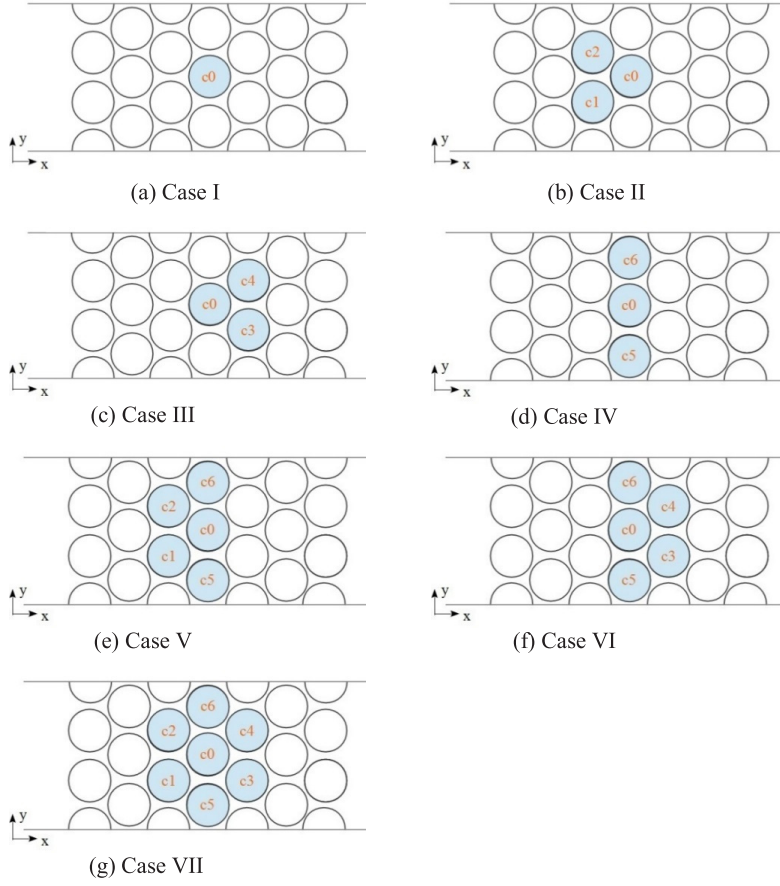 c0
y
x
(a) Case I
c2
c0
c1
y
x
(b) Case II
c4
c0
c3
y
x
(c) Case III
c6
c0
c5
y
x
(d) Case IV
c6
c2
c0
c1
c5
y
x
(e) Case V
c6
c4
c0
c3
c5
y
x
(f) Case VI
c6
c2
c4
c0
c1
c3
c5
y
x
(g) Case VII